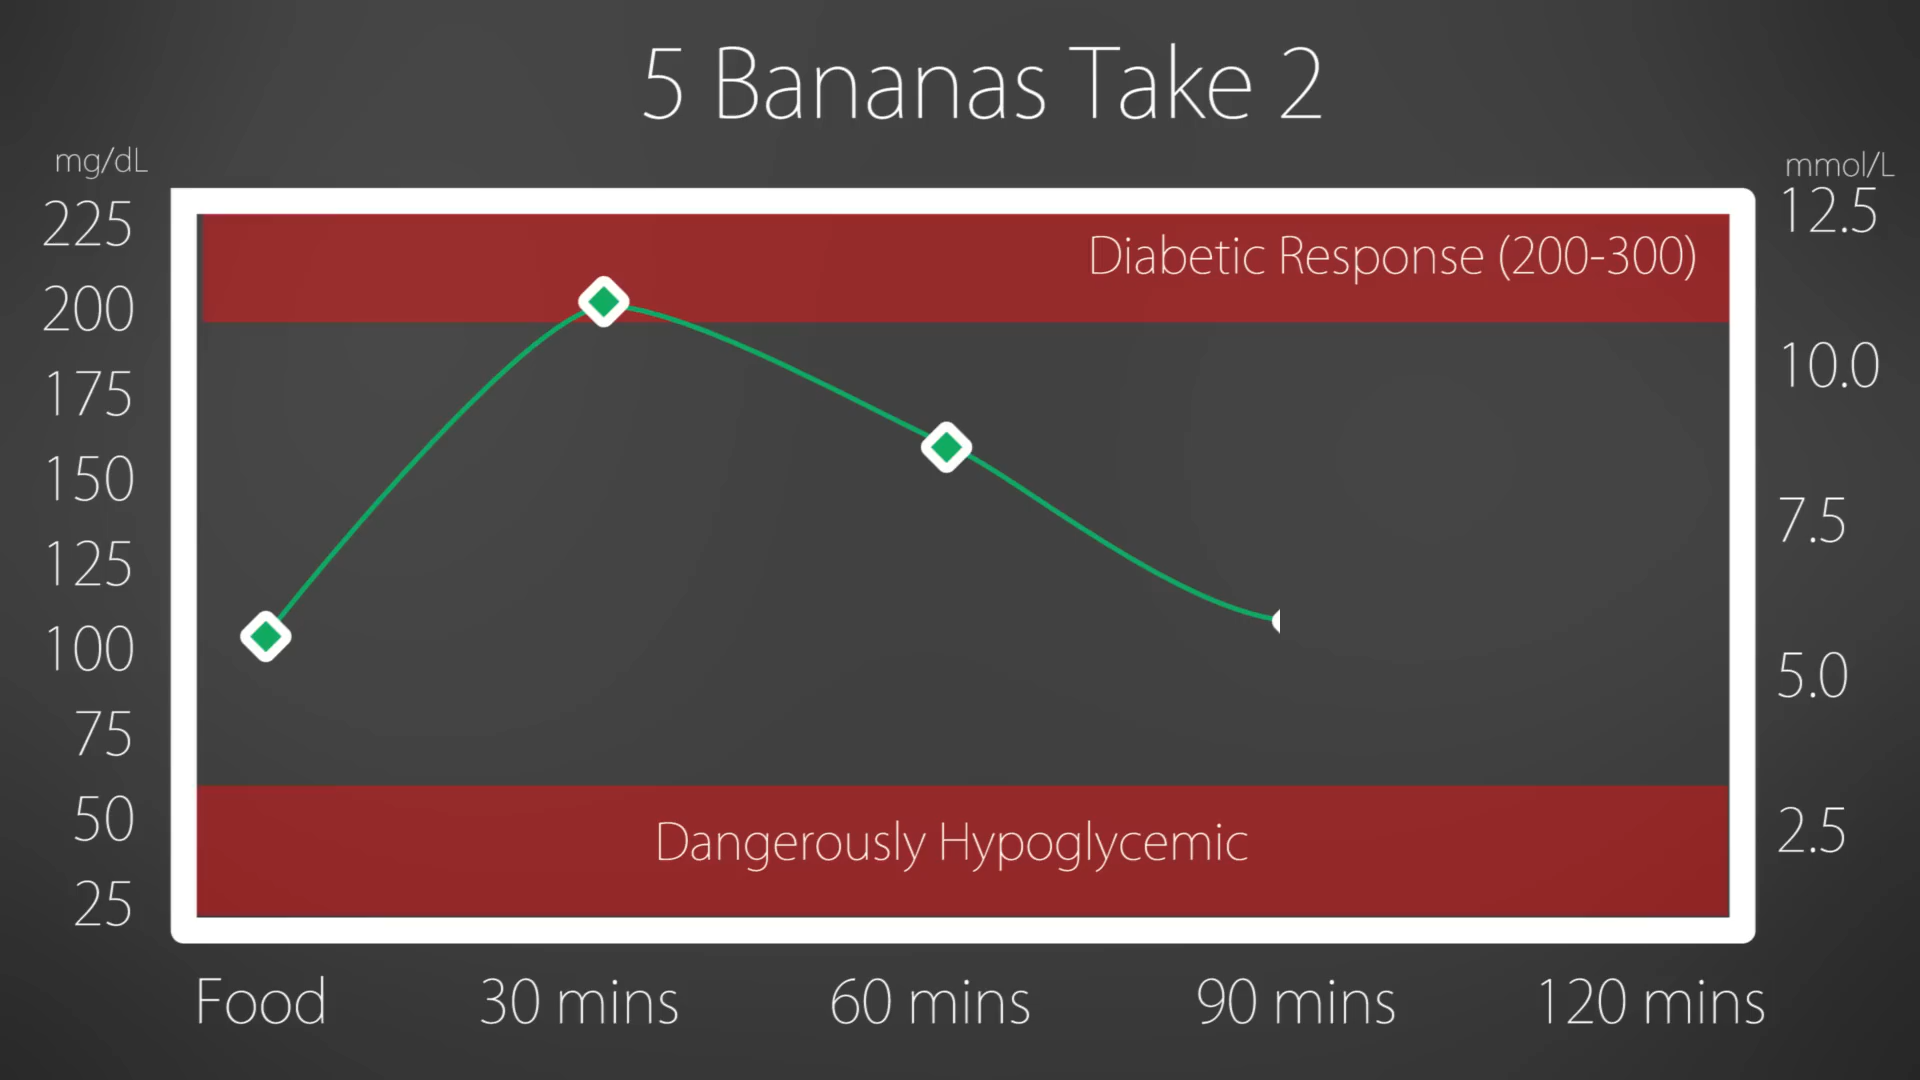 5 Bananas Take 2
mg/dL
mmol/L
225
200
175
150
125
100
75
50
25
12.5
10.0
7.5
5.0
2.5
Diabetic Response (200-300)
Dangerously Hypoglycemic
Food
30 mins
60 mins
90 mins
120 mins